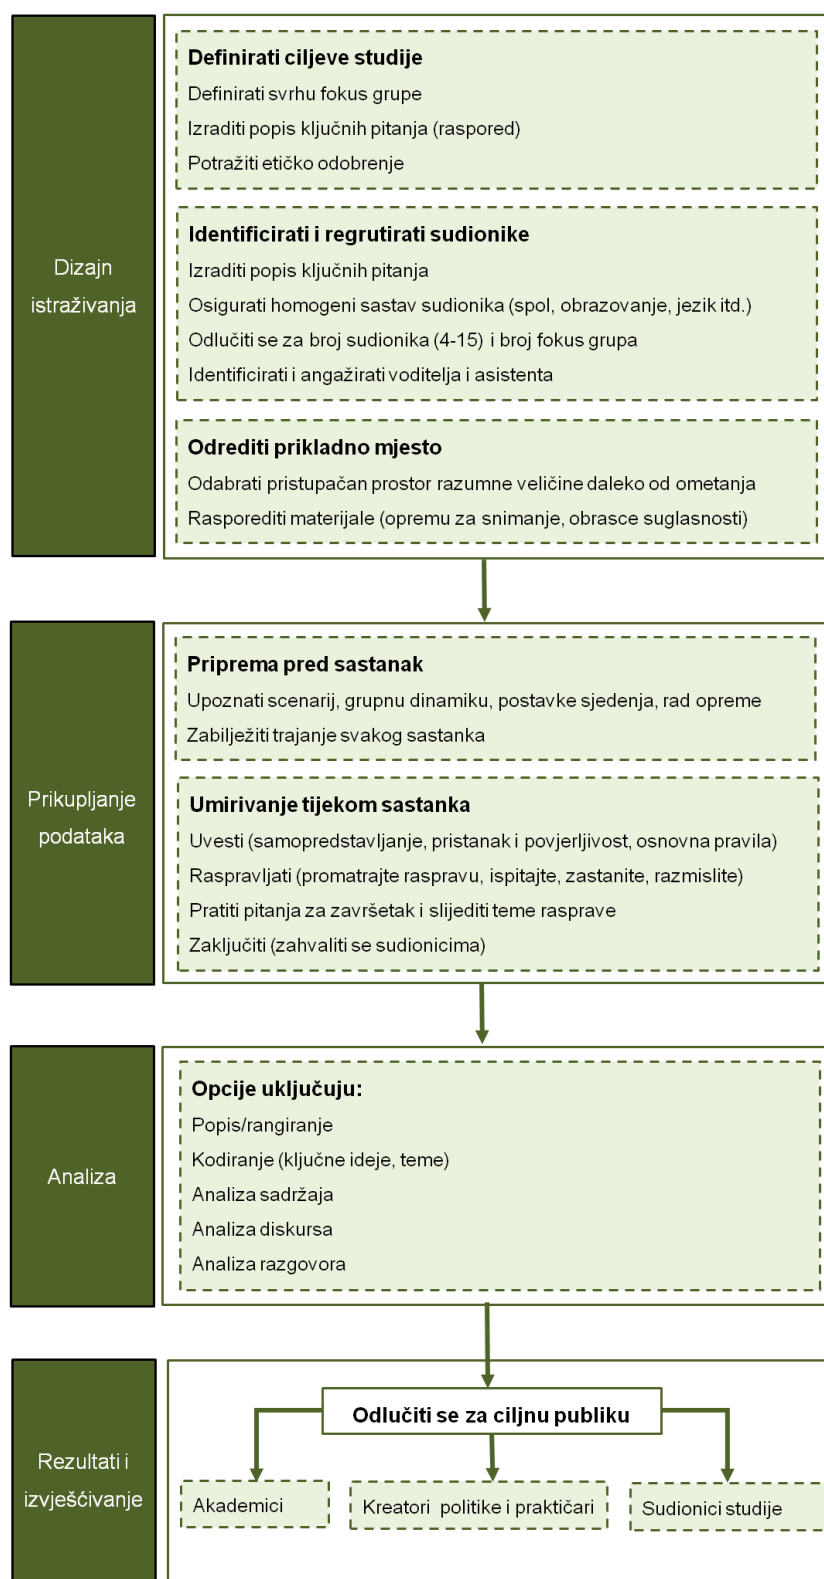 Dizajn
istraživanja
Definirati ciljeve studije
Definirati svrhu fokus grupe
Izraditi popis ključnih pitanja (raspored)
Potražiti etičko odobrenje
Identificirati i regrutirati sudionike
Izraditi popis ključnih pitanja
Osigurati homogeni sastav sudionika (spol, obrazovanje, jezik itd.)
Odlučiti se za broj sudionika (4-15) i broj fokus grupa
Identificirati i angažirati voditelja i asistenta
Odrediti prikladno mjesto
Odabrati pristupačan prostor razumne veličine daleko od ometanja
Rasporediti materijale (opremu za snimanje, obrasce suglasnosti)
Prikupljanje
podataka
Priprema pred sastanak
Upoznati scenarij, grupnu dinamiku, postavke sjedenja, rad opreme
Zabilježiti trajanje svakog sastanka
Umirivanje tijekom sastanka
Uvesti (samopredstavljanje, pristanak i povjerljivost, osnovna pravila)
Raspravljati (promatrajte raspravu, ispitajte, zastanite, razmislite)
Pratiti pitanja za završetak i slijediti teme rasprave
Zaključiti (zahvaliti se sudionicima)
Analiza
Opcije uključuju:
Popis/rangiranje
Kodiranje (ključne ideje, teme)
Analiza sadržaja
Analiza diskursa
Analiza razgovora
Rezultati i
izvješćivanje
Odlučiti se za ciljnu publiku
Akademici
Kreatori politike i praktičari
Sudionici studije